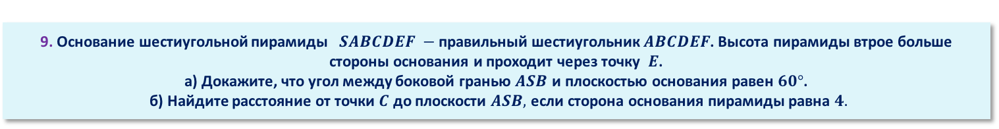 9. Основание шестиугольной пирамиды SABCDEF – правильный шестиугольник ABCDEF. Высота пирамиды втрое больше
стороны основания и проходит через точку E.
а) Докажите, что угол между боковой гранью ASB и плоскостью основания равен 60°.
б) Найдите расстояние от точки C до плоскости ASB, если сторона основания пирамиды равна 4.